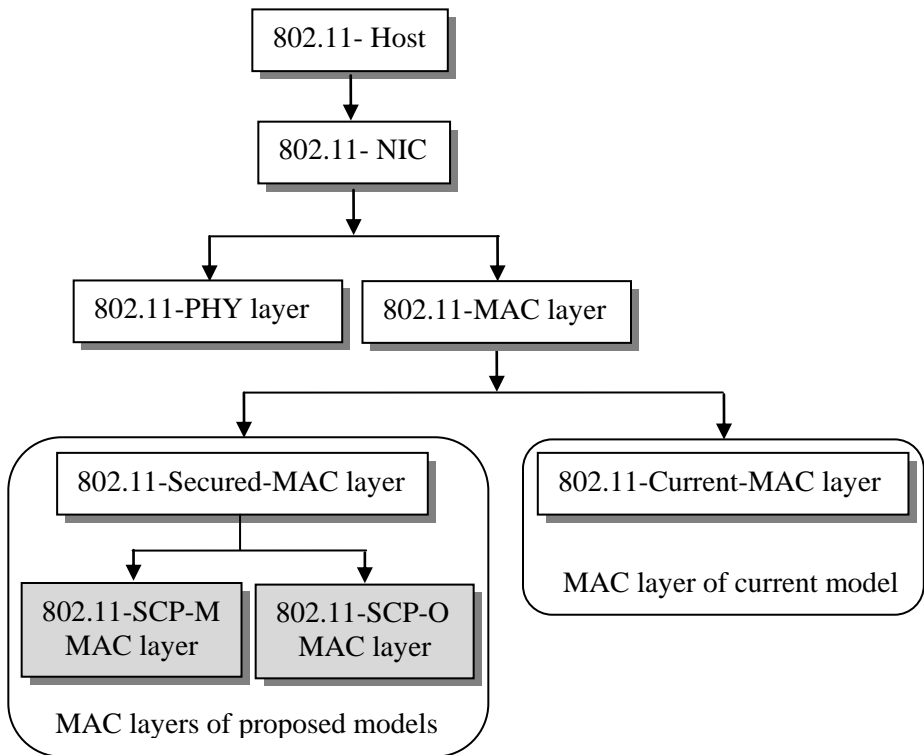 802.11- Host
802.11- NIC
802.11-PHY layer
802.11-MAC layer
802.11-Secured-MAC layer
802.11-Current-MAC layer
802.11-SCP-M
MAC layer
802.11-SCP-O
MAC layer
MAC layer of current model
MAC layers of proposed models